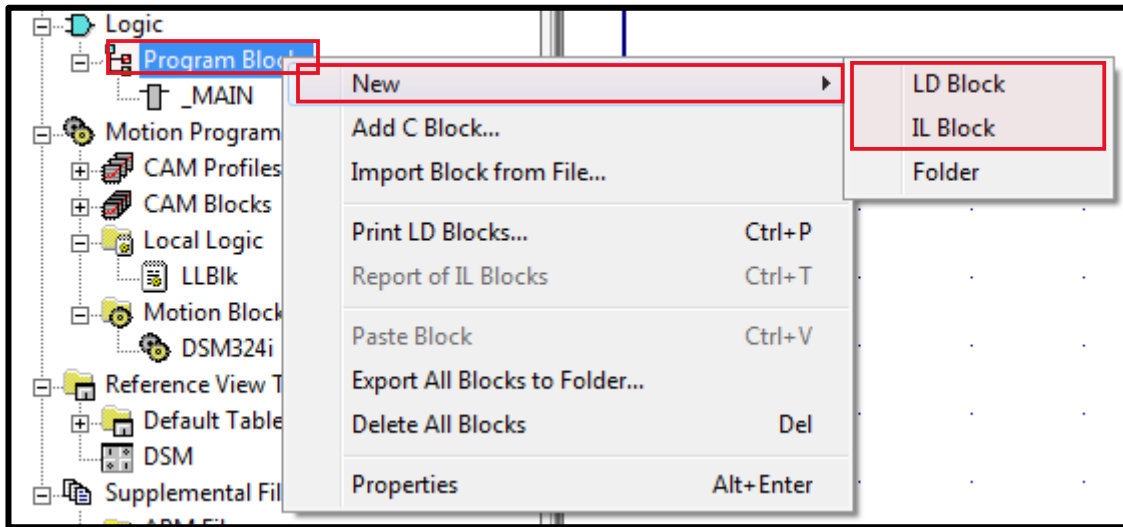 Logic
Program Bloc
_MAIN
Motion Program
CAM Profiles
CAM Blocks
Local Logic
LLBlk
Motion Block
DSM324i
Reference View T
Default Table
DSM
Supplemental Fil
New
Add C Block...
Import Block from File...
Print LD Blocks... Ctrl+P
Report of IL Blocks Ctrl+T
Paste Block Ctrl+V
Export All Blocks to Folder...
Delete All Blocks Del
Properties Alt+Enter
LD Block
IL Block
Folder